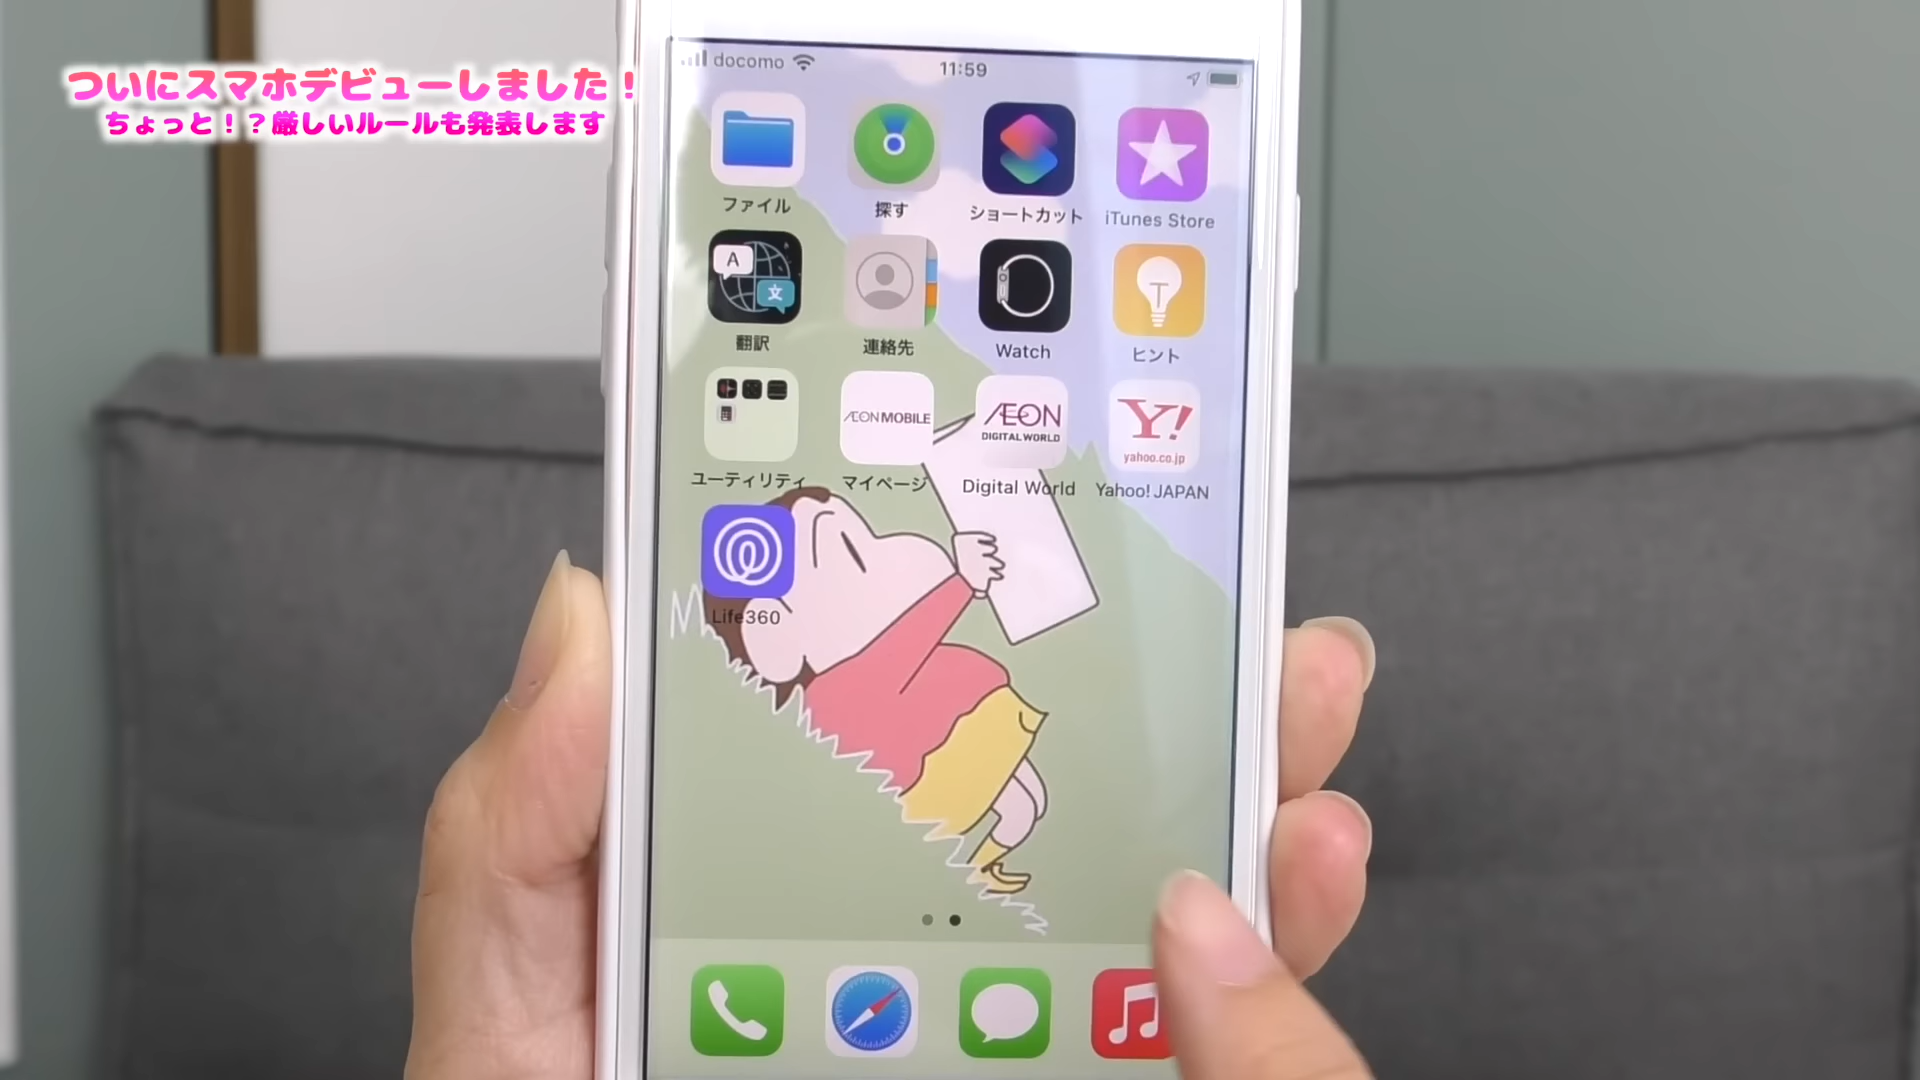 ついにスマホデビューしました！
ちょっと！？厳しいルールも発表します
docomo
11:59
ファイル
探す
ショートカット
iTunes Store
A
文
翻訳
連絡先
Watch
ヒント
ÆON MOBILE
ÆON
DIGITAL WORLD
Y!
yahoo.co.jp
ユーティリティ
マイページ
Digital World
Yahoo! JAPAN
Life360